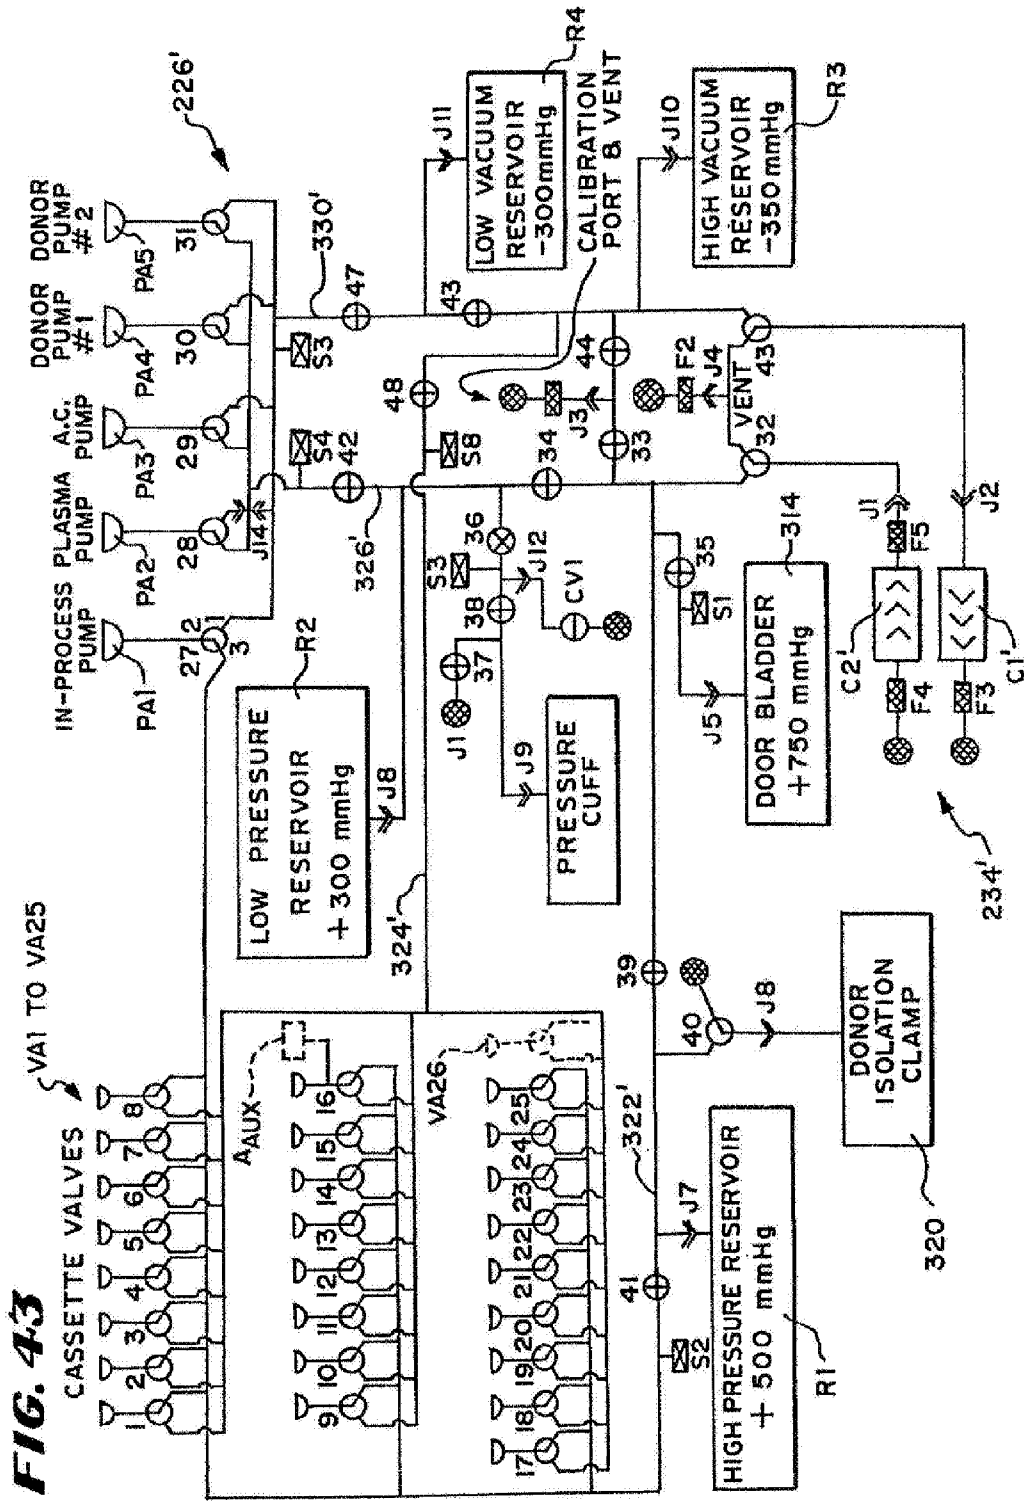 FIG. 43
CASSETTE VALVES
VA1 TO VA25
1
2
3
4
5
6
7
8
IN-PROCESS
PUMP
PLASMA
PUMP
A.C.
PUMP
DONOR
PUMP
#1
DONOR
PUMP
#2
226'
PA1
PA2
PA3
PA4
PA5
27
2
1
3
28
29
30
31
J14
AAUX
9
10
11
12
13
14
15
16
LOW PRESSURE
RESERVOIR
+300 mmHg
R2
J8
S4
42
S3
330'
47
326'
324'
48
S8
J11
LOW VACUUM
RESERVOIR
-300mmHg
R4
43
CALIBRATION
PORT & VENT
VA26
17
18
19
20
21
22
23
24
25
J1
37
38
S3
36
J12
CV1
J9
PRESSURE
CUFF
34
J3
44
33
F2
J4
VENT
32
43
J10
HIGH VACUUM
RESERVOIR
-350mmHg
R3
S2
41
322'
J7
HIGH PRESSURE RESERVOIR
+ 500 mmHg
R1
39
40
J8
DONOR
ISOLATION
CLAMP
320
35
S1
J5
DOOR BLADDER
+750 mmHg
314
J1
F5
C2'
F4
J2
C1'
F3
234'